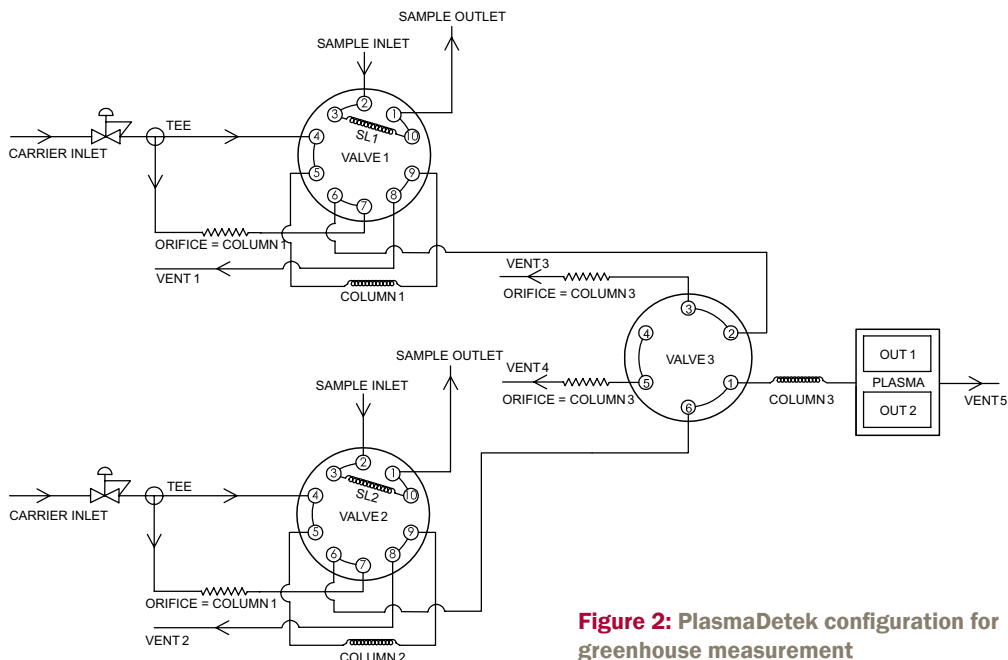 SAMPLE OUTLET
SAMPLE INLET
2
3
1
SL1
10
TEE
4
CARRIER INLET
VALVE 1
5
9
6
7
8
ORIFICE = COLUMN 1
VENT 1
COLUMN 1
VENT 3
ORIFICE = COLUMN 3
3
4
2
VALVE 3
OUT 1
SAMPLE OUTLET
VENT4
5
1
PLASMA
SAMPLE INLET
ORIFICE = COLUMN 3
6
COLUMN 3
OUT 2
VENT5
2
3
1
SL2
10
TEE
4
CARRIER INLET
VALVE 2
5
9
6
7
8
ORIFICE = COLUMN 1
VENT 2
COLUMN 2
Figure 2: PlasmaDetek configuration for
greenhouse measurement